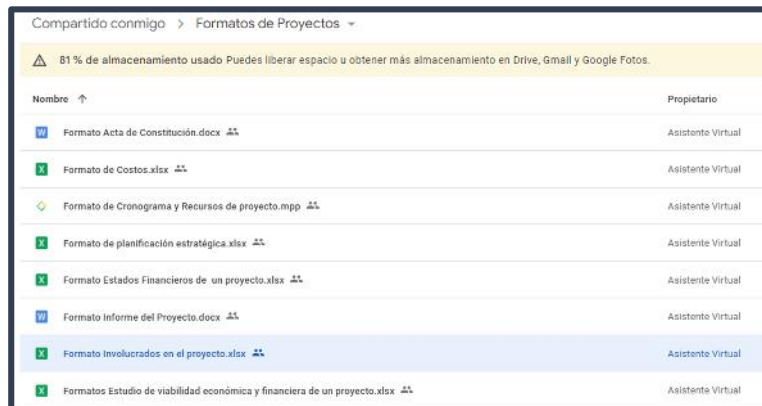 Compartido conmigo > Formatos de Proyectos
81 % de almacenamiento usado Puedes liberar espacio u obtener más almacenamiento en Drive, Gmail y Google Fotos.
Nombre ↑ Propietario
Formato Acta de Constitución.docx Asistente Virtual
Formato de Costos.xlsx Asistente Virtual
Formato de Cronograma y Recursos de proyecto.mpp Asistente Virtual
Formato de planificación estratégica.xlsx Asistente Virtual
Formato Estados Financieros de un proyecto.xlsx Asistente Virtual
Formato Informe del Proyecto.docx Asistente Virtual
Formato Involucrados en el proyecto.xlsx Asistente Virtual
Formatos Estudio de viabilidad económica y financiera de un proyecto.xlsx Asistente Virtual